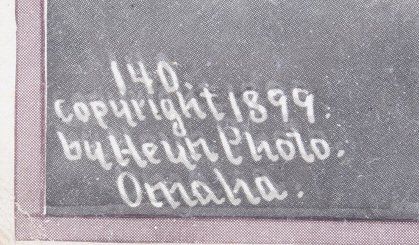 140.
Copyright 1899.
by Heyn Photo.
Omaha.